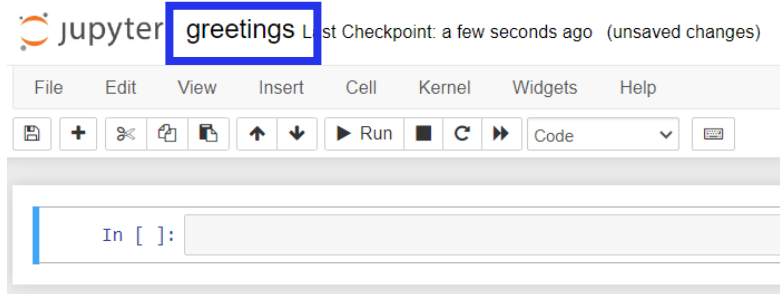 jupyter greetings Last Checkpoint: a few seconds ago (unsaved changes)
File Edit View Insert Cell Kernel Widgets Help
Run Code
In [ ]: